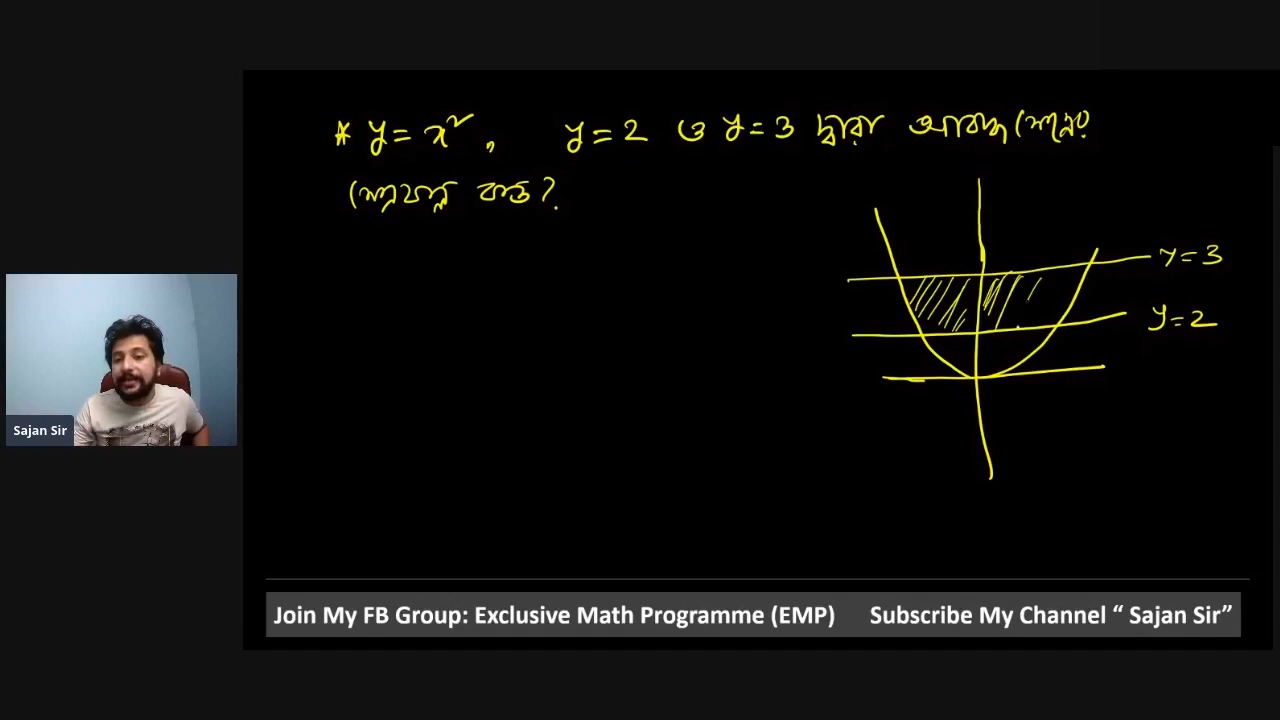 * y = x², y = 2 ও y = 3 দ্বারা আবদ্ধ ক্ষেত্রের
ক্ষেত্রফল কত?
y = 3
y = 2
Sajan Sir
Join My FB Group: Exclusive Math Programme (EMP) Subscribe My Channel “ Sajan Sir”